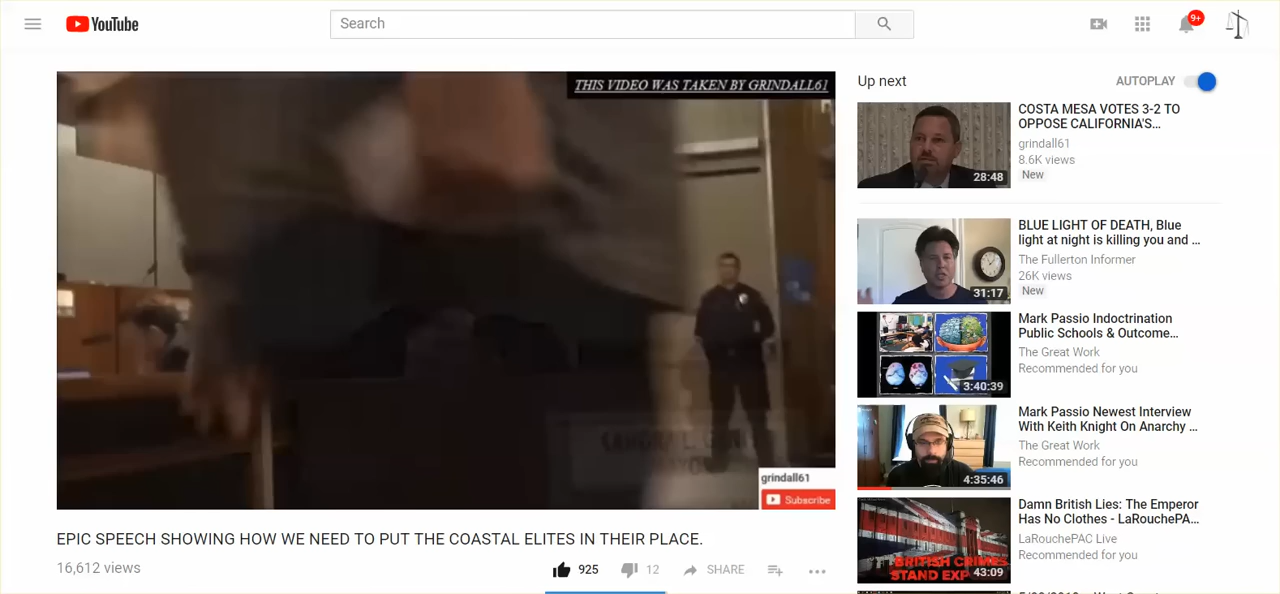 YouTube
Search
9+
THIS VIDEO WAS TAKEN BY GRINDALL61
grindall61
Subscribe
EPIC SPEECH SHOWING HOW WE NEED TO PUT THE COASTAL ELITES IN THEIR PLACE.
16,612 views
925
12
SHARE
Up next
AUTOPLAY
COSTA MESA VOTES 3-2 TO
OPPOSE CALIFORNIA'S...
grindall61
8.6K views
New
28:48
BLUE LIGHT OF DEATH, Blue
light at night is killing you and ...
The Fullerton Informer
26K views
New
31:17
Mark Passio Indoctrination
Public Schools & Outcome...
The Great Work
Recommended for you
3:40:39
Mark Passio Newest Interview
With Keith Knight On Anarchy ...
The Great Work
Recommended for you
4:35:46
Damn British Lies: The Emperor
Has No Clothes - LaRouchePA...
LaRouchePAC Live
Recommended for you
BRITISH CRIMES
STAND EXP
43:09